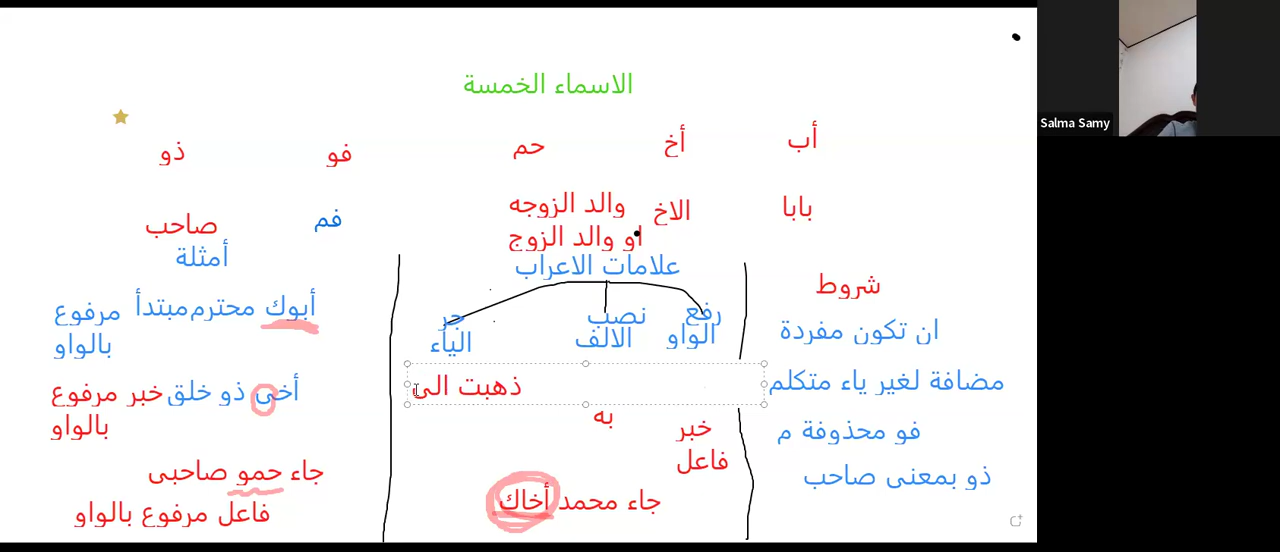 الاسماء الخمسة
أب أخ حم فو ذو
بابا الاخ والد الزوجه فم صاحب
او والد الزوج
شروط
ان تكون مفردة
مضافة لغير ياء متكلم
فو محذوفة م
ذو بمعنى صاحب
علامات الاعراب
رفع نصب جر
الواو الالف الياء
ذهبت الى
به
خبر
فاعل
جاء محمد أخاك
أمثلة
أبوك محترم مبتدأ مرفوع
بالواو
أخى ذو خلق خبر مرفوع
بالواو
جاء حمو صاحبى
فاعل مرفوع بالواو
Salma Samy